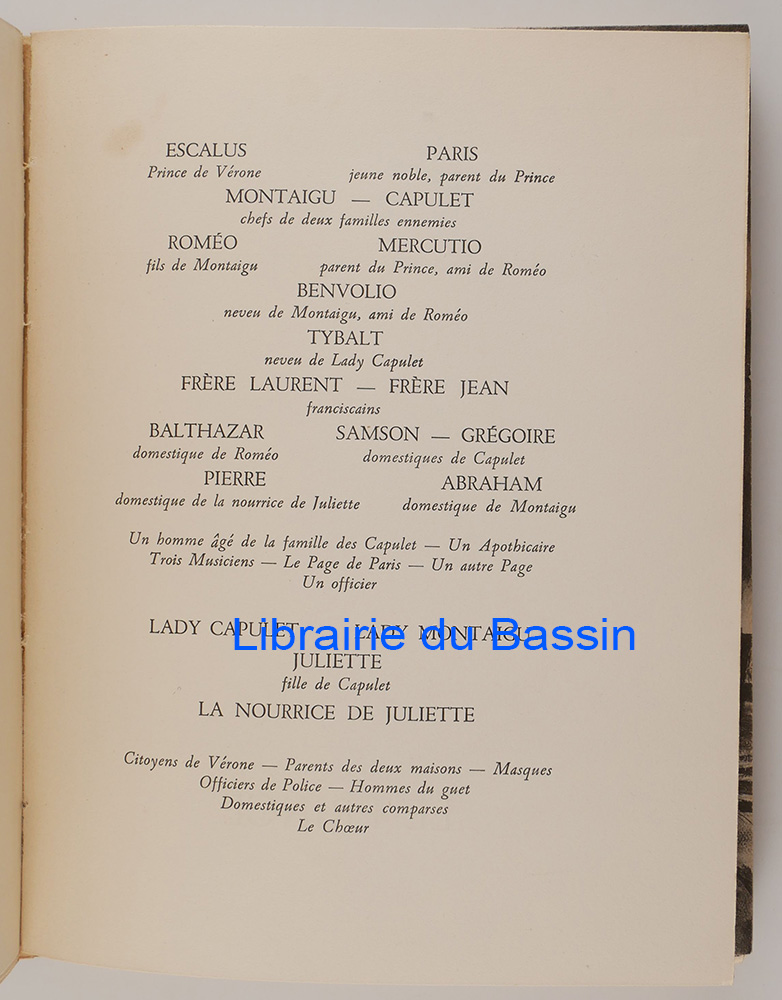 ESCALUS PARIS
Prince de Vérone jeune noble, parent du Prince
MONTAIGU — CAPULET
chefs de deux familles ennemies
ROMÉO MERCUTIO
fils de Montaigu parent du Prince, ami de Roméo
BENVOLIO
neveu de Montaigu, ami de Roméo
TYBALT
neveu de Lady Capulet
FRÈRE LAURENT — FRÈRE JEAN
franciscains
BALTHAZAR SAMSON — GRÉGOIRE
domestique de Roméo domestiques de Capulet
PIERRE ABRAHAM
domestique de la nourrice de Juliette domestique de Montaigu
Un homme âgé de la famille des Capulet — Un Apothicaire
Trois Musiciens — Le Page de Paris — Un autre Page
Un officier
LADY CAPULET LADY MONTAIGU
Librairie du Bassin
JULIETTE
fille de Capulet
LA NOURRICE DE JULIETTE
Citoyens de Vérone — Parents des deux maisons — Masques
Officiers de Police — Hommes du guet
Domestiques et autres comparses
Le Chœur